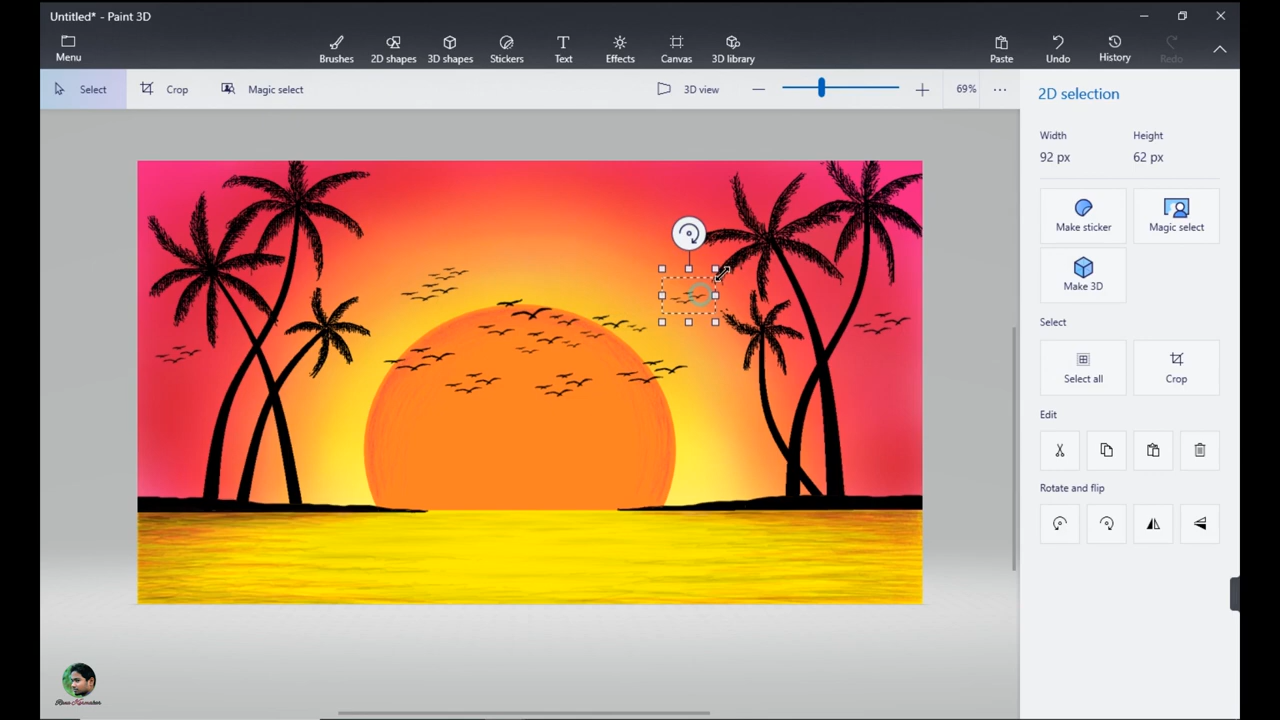 Untitled* - Paint 3D
Menu
Brushes
2D shapes
3D shapes
Stickers
Text
Effects
Canvas
3D library
Paste
Undo
History
Redo
Select
Crop
Magic select
3D view
69%
2D selection
Width
Height
92 px
62 px
Make sticker
Magic select
Make 3D
Select
Select all
Crop
Edit
Rotate and flip